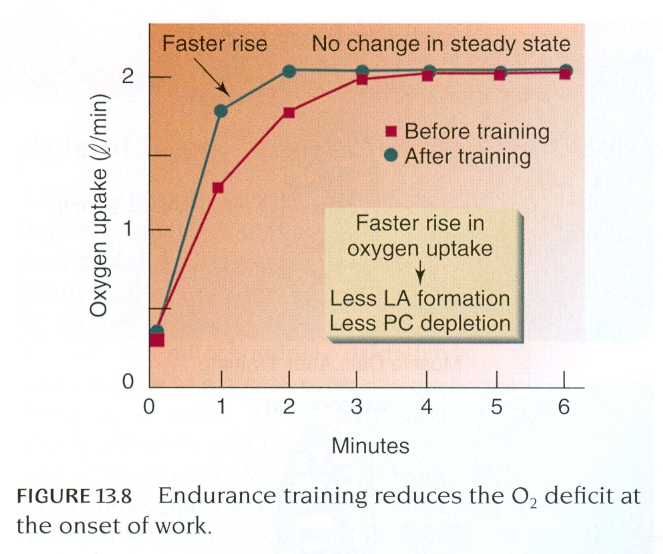 Faster rise
No change in steady state
2
Before training
After training
Oxygen uptake (ℓ/min)
1
Faster rise in
oxygen uptake
Less LA formation
Less PC depletion
0
0 1 2 3 4 5 6
Minutes
FIGURE 13.8 Endurance training reduces the O₂ deficit at
the onset of work.